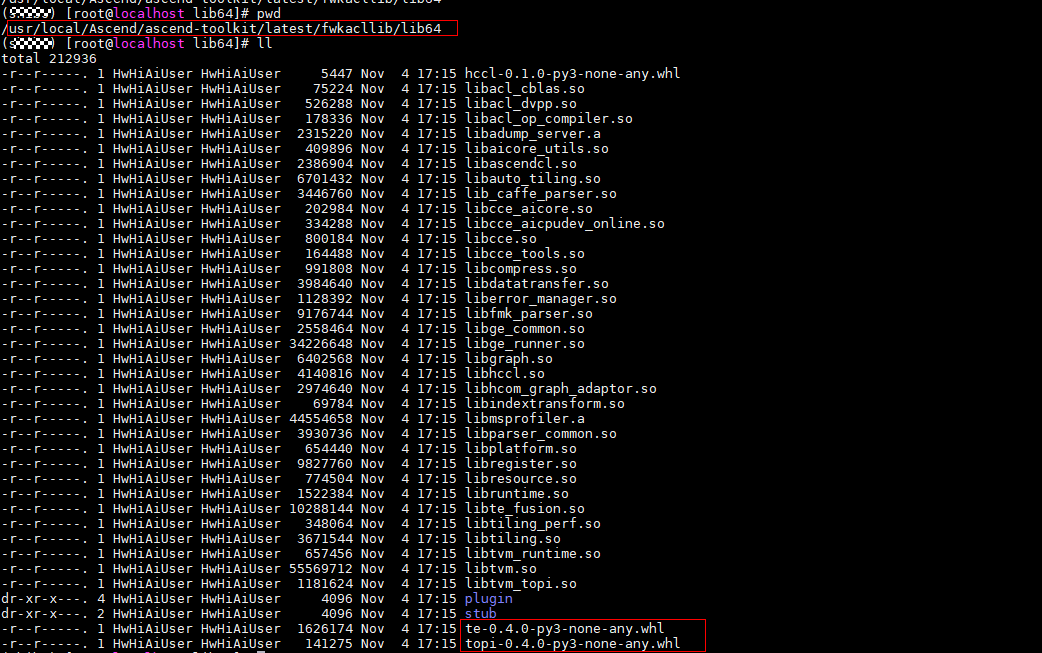 /usr/local/Ascend/ascend-toolkit/latest/fwkacllib/lib64
[root@localhost lib64]# pwd
/usr/local/Ascend/ascend-toolkit/latest/fwkacllib/lib64
[root@localhost lib64]# ll
total 212936
-r--r-----. 1 HwHiAiUser HwHiAiUser     5447 Nov  4 17:15 hccl-0.1.0-py3-none-any.whl
-r--r-----. 1 HwHiAiUser HwHiAiUser    75224 Nov  4 17:15 libacl_cblas.so
-r--r-----. 1 HwHiAiUser HwHiAiUser   526288 Nov  4 17:15 libacl_dvpp.so
-r--r-----. 1 HwHiAiUser HwHiAiUser   178336 Nov  4 17:15 libacl_op_compiler.so
-r--r-----. 1 HwHiAiUser HwHiAiUser  2315220 Nov  4 17:15 libadump_server.a
-r--r-----. 1 HwHiAiUser HwHiAiUser   409896 Nov  4 17:15 libaicore_utils.so
-r--r-----. 1 HwHiAiUser HwHiAiUser  2386904 Nov  4 17:15 libascendcl.so
-r--r-----. 1 HwHiAiUser HwHiAiUser  6701432 Nov  4 17:15 libauto_tiling.so
-r--r-----. 1 HwHiAiUser HwHiAiUser  3446760 Nov  4 17:15 lib_caffe_parser.so
-r--r-----. 1 HwHiAiUser HwHiAiUser   202984 Nov  4 17:15 libcce_aicore.so
-r--r-----. 1 HwHiAiUser HwHiAiUser   334288 Nov  4 17:15 libcce_aicpudev_online.so
-r--r-----. 1 HwHiAiUser HwHiAiUser   800184 Nov  4 17:15 libcce.so
-r--r-----. 1 HwHiAiUser HwHiAiUser   164488 Nov  4 17:15 libcce_tools.so
-r--r-----. 1 HwHiAiUser HwHiAiUser   991808 Nov  4 17:15 libcompress.so
-r--r-----. 1 HwHiAiUser HwHiAiUser  3984640 Nov  4 17:15 libdatatransfer.so
-r--r-----. 1 HwHiAiUser HwHiAiUser  1128392 Nov  4 17:15 liberror_manager.so
-r--r-----. 1 HwHiAiUser HwHiAiUser  9176744 Nov  4 17:15 libfmk_parser.so
-r--r-----. 1 HwHiAiUser HwHiAiUser  2558464 Nov  4 17:15 libge_common.so
-r--r-----. 1 HwHiAiUser HwHiAiUser 34226648 Nov  4 17:15 libge_runner.so
-r--r-----. 1 HwHiAiUser HwHiAiUser  6402568 Nov  4 17:15 libgraph.so
-r--r-----. 1 HwHiAiUser HwHiAiUser  4140816 Nov  4 17:15 libhccl.so
-r--r-----. 1 HwHiAiUser HwHiAiUser  2974640 Nov  4 17:15 libhcom_graph_adaptor.so
-r--r-----. 1 HwHiAiUser HwHiAiUser    69784 Nov  4 17:15 libindextransform.so
-r--r-----. 1 HwHiAiUser HwHiAiUser 44554658 Nov  4 17:15 libmsprofiler.a
-r--r-----. 1 HwHiAiUser HwHiAiUser  3930736 Nov  4 17:15 libparser_common.so
-r--r-----. 1 HwHiAiUser HwHiAiUser   654440 Nov  4 17:15 libplatform.so
-r--r-----. 1 HwHiAiUser HwHiAiUser  9827760 Nov  4 17:15 libregister.so
-r--r-----. 1 HwHiAiUser HwHiAiUser   774504 Nov  4 17:15 libresource.so
-r--r-----. 1 HwHiAiUser HwHiAiUser  1522384 Nov  4 17:15 libruntime.so
-r--r-----. 1 HwHiAiUser HwHiAiUser 10288144 Nov  4 17:15 libte_fusion.so
-r--r-----. 1 HwHiAiUser HwHiAiUser   348064 Nov  4 17:15 libtiling_perf.so
-r--r-----. 1 HwHiAiUser HwHiAiUser  3671544 Nov  4 17:15 libtiling.so
-r--r-----. 1 HwHiAiUser HwHiAiUser   657456 Nov  4 17:15 libtvm_runtime.so
-r--r-----. 1 HwHiAiUser HwHiAiUser 55569712 Nov  4 17:15 libtvm.so
-r--r-----. 1 HwHiAiUser HwHiAiUser  1181624 Nov  4 17:15 libtvm_topi.so
dr-xr-x---. 4 HwHiAiUser HwHiAiUser     4096 Nov  4 17:15 plugin
dr-xr-x---. 2 HwHiAiUser HwHiAiUser     4096 Nov  4 17:15 stub
-r--r-----. 1 HwHiAiUser HwHiAiUser  1626174 Nov  4 17:15 te-0.4.0-py3-none-any.whl
-r--r-----. 1 HwHiAiUser HwHiAiUser   141275 Nov  4 17:15 topi-0.4.0-py3-none-any.whl